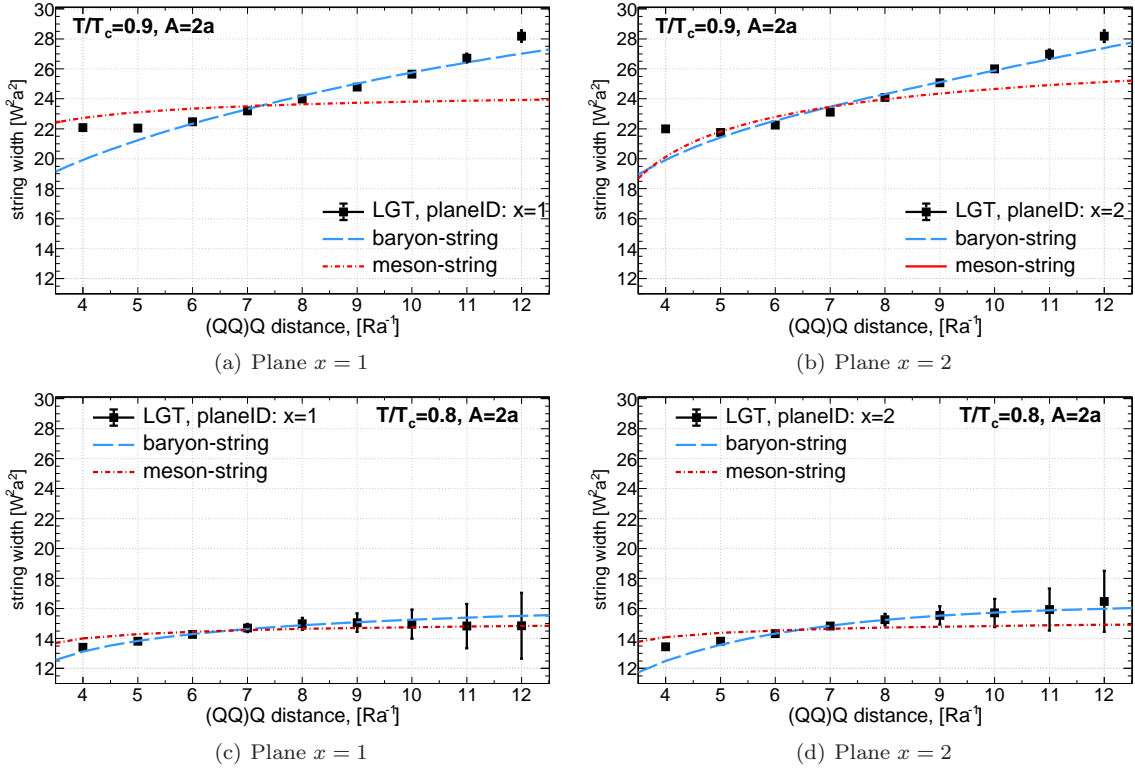 T/T_c=0.9, A=2a
string width [W²a²]
30
28
26
24
22
20
18
16
14
12
LGT, planeID: x=1
baryon-string
meson-string
4 5 6 7 8 9 10 11 12
(QQ)Q distance, [Ra⁻¹]
(a) Plane x = 1
T/T_c=0.9, A=2a
string width [W²a²]
30
28
26
24
22
20
18
16
14
12
LGT, planeID: x=2
baryon-string
meson-string
4 5 6 7 8 9 10 11 12
(QQ)Q distance, [Ra⁻¹]
(b) Plane x = 2
LGT, planeID: x=1
baryon-string
meson-string
T/T_c=0.8, A=2a
string width [W²a²]
30
28
26
24
22
20
18
16
14
12
4 5 6 7 8 9 10 11 12
(QQ)Q distance, [Ra⁻¹]
(c) Plane x = 1
LGT, planeID: x=2
baryon-string
meson-string
T/T_c=0.8, A=2a
string width [W²a²]
30
28
26
24
22
20
18
16
14
12
4 5 6 7 8 9 10 11 12
(QQ)Q distance, [Ra⁻¹]
(d) Plane x = 2